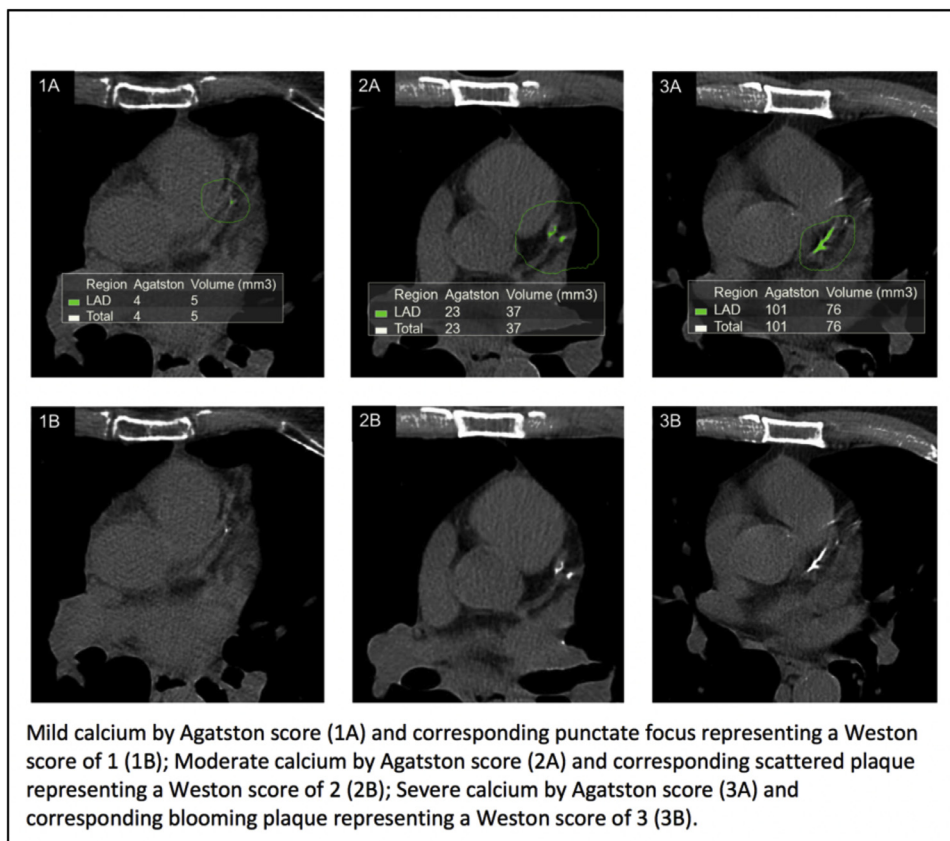 1A
2A
3A
Region Agatston Volume (mm3)
LAD 4 5
Total 4 5
Region Agatston Volume (mm3)
LAD 23 37
Total 23 37
Region Agatston Volume (mm3)
LAD 101 76
Total 101 76
1B
2B
3B
Mild calcium by Agatston score (1A) and corresponding punctate focus representing a Weston
score of 1 (1B); Moderate calcium by Agatston score (2A) and corresponding scattered plaque
representing a Weston score of 2 (2B); Severe calcium by Agatston score (3A) and
corresponding blooming plaque representing a Weston score of 3 (3B).